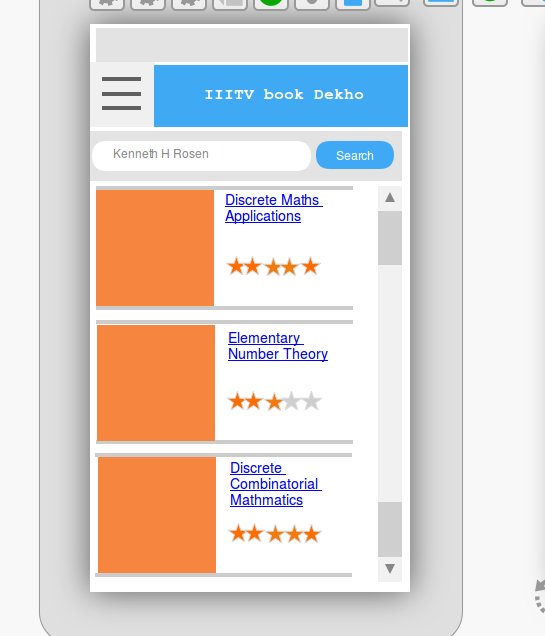 IIITV book Dekho
Kenneth H Rosen
Search
Discrete Maths
Applications
Elementary
Number Theory
Discrete
Combinatorial
Mathmatics